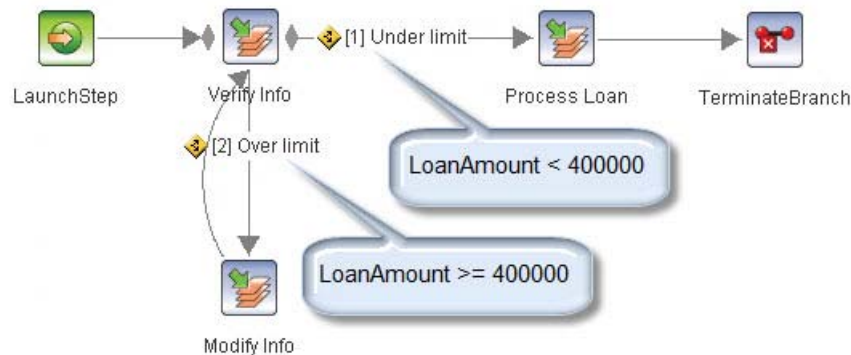 [1] Under limit
LaunchStep
Verify Info
Process Loan
TerminateBranch
[2] Over limit
LoanAmount < 400000
LoanAmount >= 400000
Modify Info